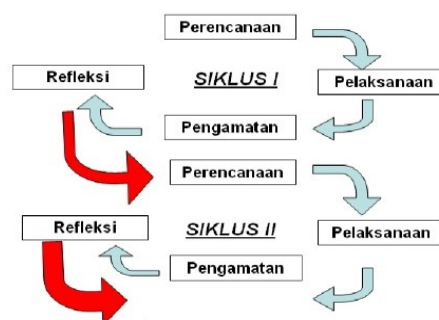 Perencanaan
Refleksi
SIKLUS I
Pelaksanaan
Pengamatan
Perencanaan
Refleksi
SIKLUS II
Pelaksanaan
Pengamatan